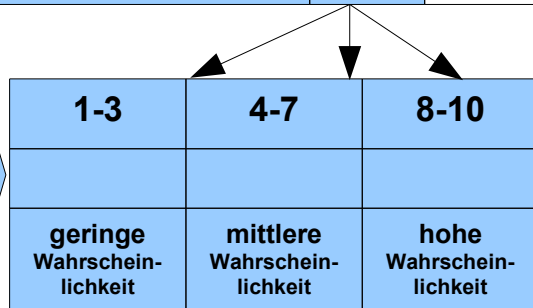 1-3 4-7 8-10
geringe mittlere hohe
Wahrschein- Wahrschein- Wahrschein-
lichkeit lichkeit lichkeit